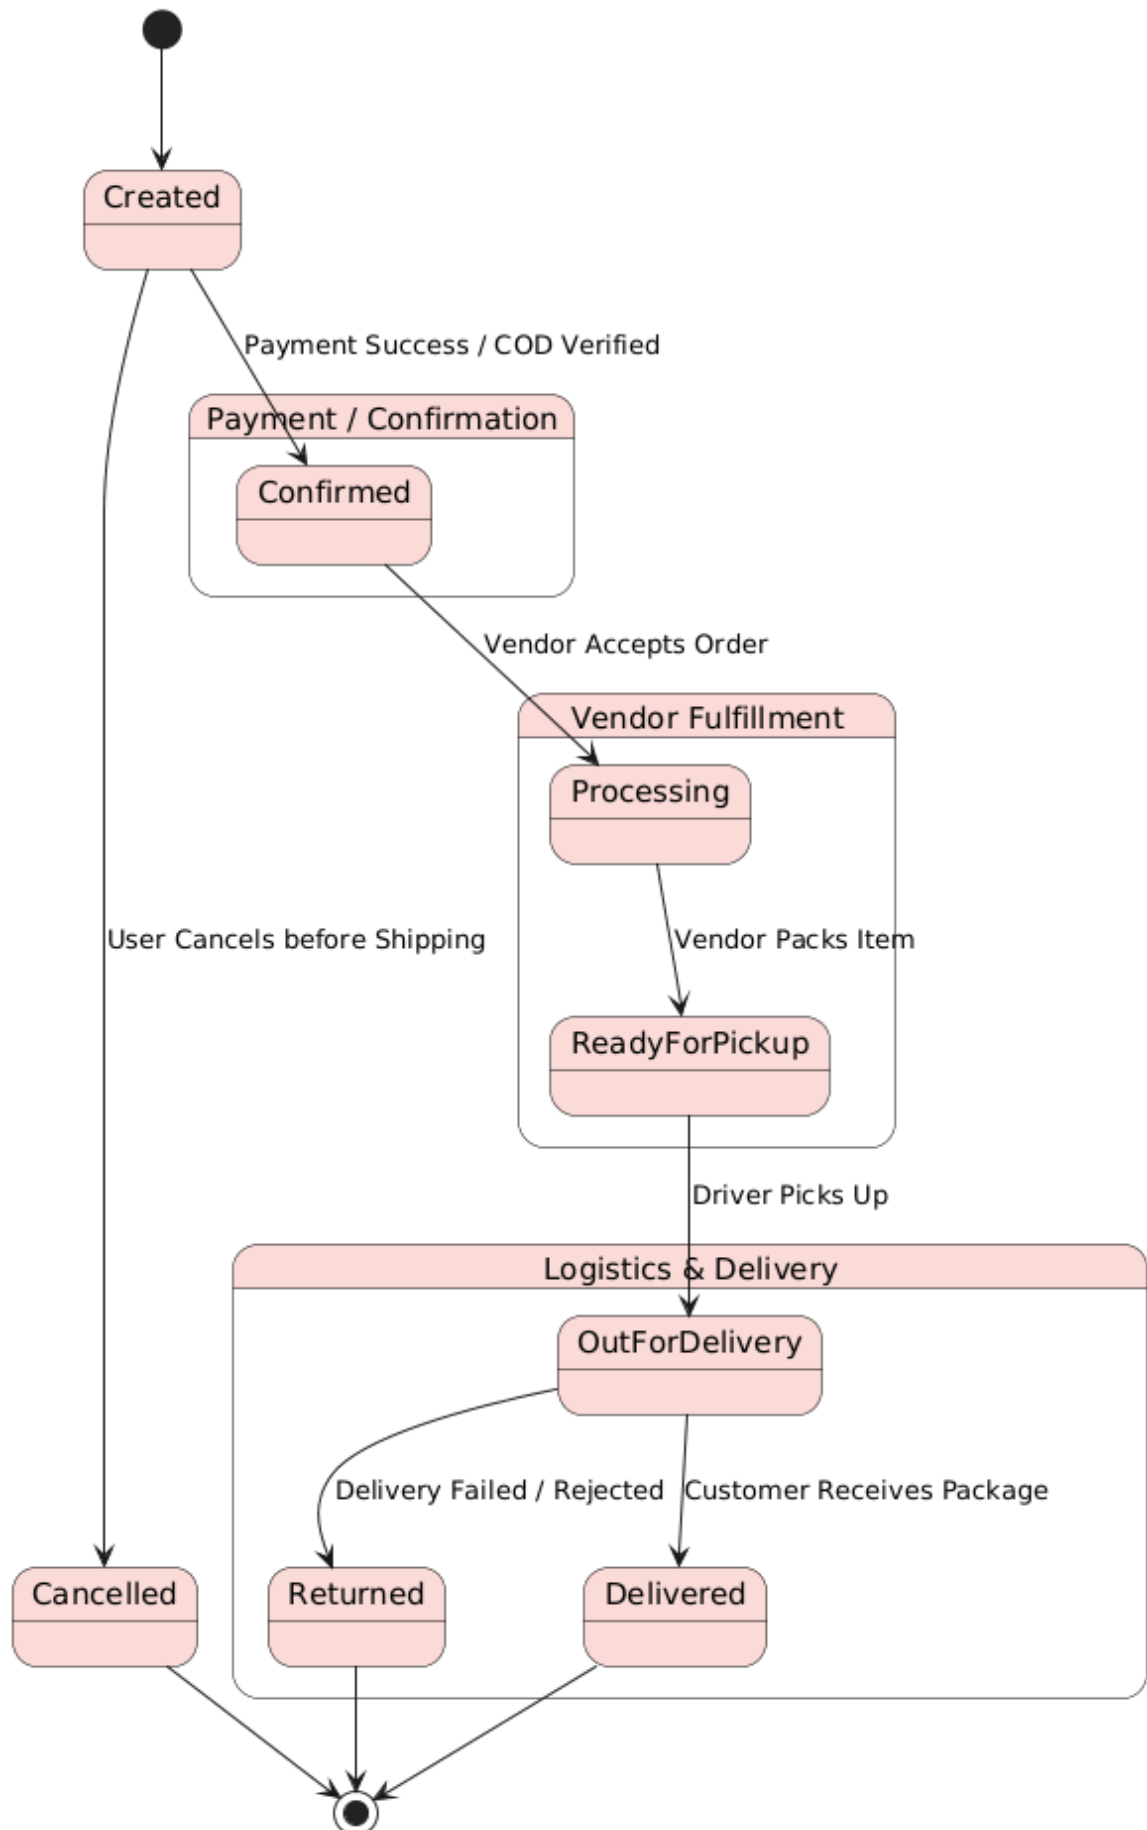 Created
Payment Success / COD Verified
Payment / Confirmation
Confirmed
Vendor Accepts Order
Vendor Fulfillment
Processing
User Cancels before Shipping
Vendor Packs Item
ReadyForPickup
Driver Picks Up
Logistics & Delivery
OutForDelivery
Delivery Failed / Rejected
Customer Receives Package
Cancelled
Returned
Delivered